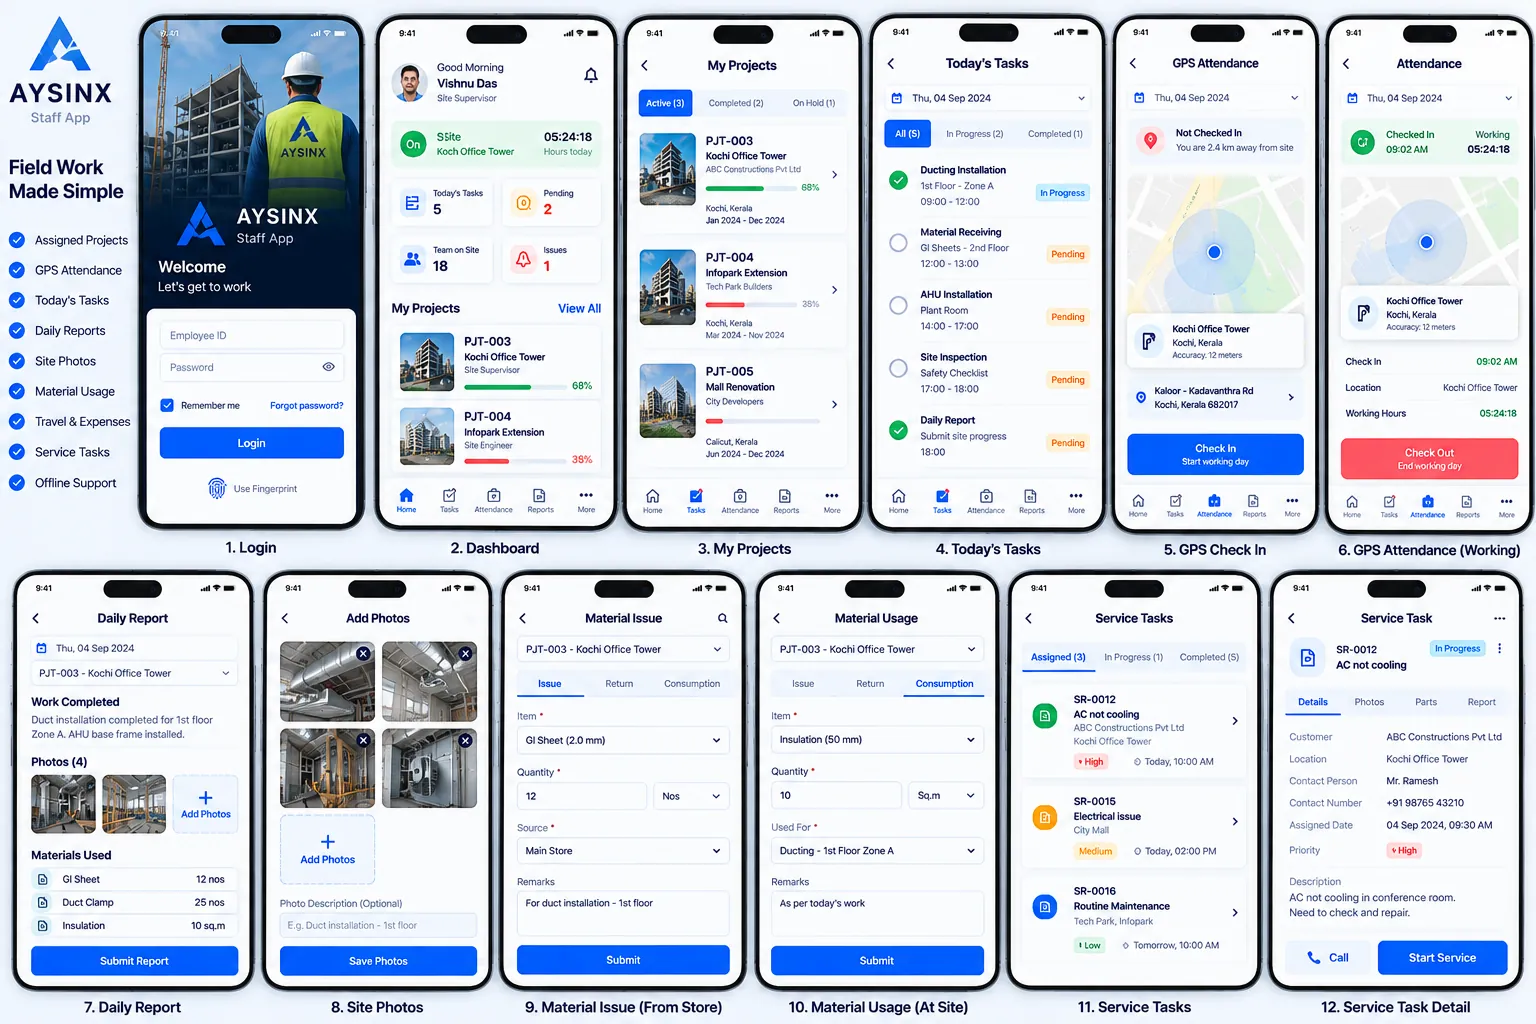 AYSINX
Staff App
Field Work
Made Simple
Assigned Projects
GPS Attendance
Today's Tasks
Daily Reports
Site Photos
Material Usage
Travel & Expenses
Service Tasks
Offline Support
AYSINX
AYSINX
Staff App
Welcome
Let's get to work
Employee ID
Password
Remember me
Forgot password?
Login
Use Fingerprint
1. Login
9:41
Good Morning
Vishnu Das
Site Supervisor
On
SSite
Koch Office Tower
05:24:18
Hours today
Today's Tasks
5
Pending
2
Team on Site
18
Issues
1
My Projects
View All
PJT-003
Kochi Office Tower
Site Supervisor
68%
PJT-004
Infopark Extension
Site Engineer
38%
Home
Tasks
Attendance
Reports
More
2. Dashboard
9:41
My Projects
Active (3)
Completed (2)
On Hold (1)
PJT-003
Kochi Office Tower
ABC Constructions Pvt Ltd
68%
Kochi, Kerala
Jan 2024 - Dec 2024
PJT-004
Infopark Extension
Tech Park Builders
38%
Kochi, Kerala
Mar 2024 - Nov 2024
PJT-005
Mall Renovation
City Developers
Calicut, Kerala
Jun 2024 - Dec 2024
Home
Tasks
Attendance
Reports
More
3. My Projects
9:41
Today's Tasks
Thu, 04 Sep 2024
All (5)
In Progress (2)
Completed (1)
Ducting Installation
1st Floor - Zone A
09:00 - 12:00
In Progress
Material Receiving
GI Sheets - 2nd Floor
12:00 - 13:00
Pending
AHU Installation
Plant Room
14:00 - 17:00
Pending
Site Inspection
Safety Checklist
17:00 - 18:00
Pending
Daily Report
Submit site progress
18:00
Pending
Home
Tasks
Attendance
Reports
More
4. Today's Tasks
9:41
GPS Attendance
Thu, 04 Sep 2024
Not Checked In
You are 2.4 km away from site
Kochi Office Tower
Kochi, Kerala
Accuracy: 12 meters
Kaloor - Kadavanthra Rd
Kochi, Kerala 682017
Check In
Start working day
Home
Tasks
Attendance
Reports
More
5. GPS Check In
9:41
Attendance
Thu, 04 Sep 2024
Checked In
09:02 AM
Working
05:24:18
Kochi Office Tower
Kochi, Kerala
Accuracy: 12 meters
Check In
09:02 AM
Location
Kochi Office Tower
Working Hours
05:24:18
Check Out
End working day
Home
Tasks
Attendance
Reports
More
6. GPS Attendance (Working)
9:41
Daily Report
Thu, 04 Sep 2024
PJT-003 - Kochi Office Tower
Work Completed
Duct installation completed for 1st floor
Zone A. AHU base frame installed.
Photos (4)
Add Photos
Materials Used
GI Sheet
12 nos
Duct Clamp
25 nos
Insulation
10 sq.m
Submit Report
7. Daily Report
9:41
Add Photos
Add Photos
Photo Description (Optional)
E.g. Duct installation - 1st floor
Save Photos
8. Site Photos
9:41
Material Issue
PJT-003 - Kochi Office Tower
Issue
Return
Consumption
Item *
GI Sheet (2.0 mm)
Quantity *
12
Nos
Source *
Main Store
Remarks
For duct installation - 1st floor
Submit
9. Material Issue (From Store)
9:41
Material Usage
PJT-003 - Kochi Office Tower
Issue
Return
Consumption
Item *
Insulation (50 mm)
Quantity *
10
Sq.m
Used For *
Ducting - 1st Floor Zone A
Remarks
As per today's work
Submit
10. Material Usage (At Site)
9:41
Service Tasks
Assigned (3)
In Progress (1)
Completed (S)
SR-0012
AC not cooling
ABC Constructions Pvt Ltd
Kochi Office Tower
High
Today, 10:00 AM
SR-0015
Electrical issue
City Mall
Medium
Today, 02:00 PM
SR-0016
Routine Maintenance
Tech Park, Infopark
Low
Tomorrow, 10:00 AM
11. Service Tasks
9:41
Service Task
SR-0012
AC not cooling
In Progress
Details
Photos
Parts
Report
Customer
ABC Constructions Pvt Ltd
Location
Kochi Office Tower
Contact Person
Mr. Ramesh
Contact Number
+91 98765 43210
Assigned Date
04 Sep 2024, 09:30 AM
Priority
High
Description
AC not cooling in conference room.
Need to check and repair.
Call
Start Service
12. Service Task Detail